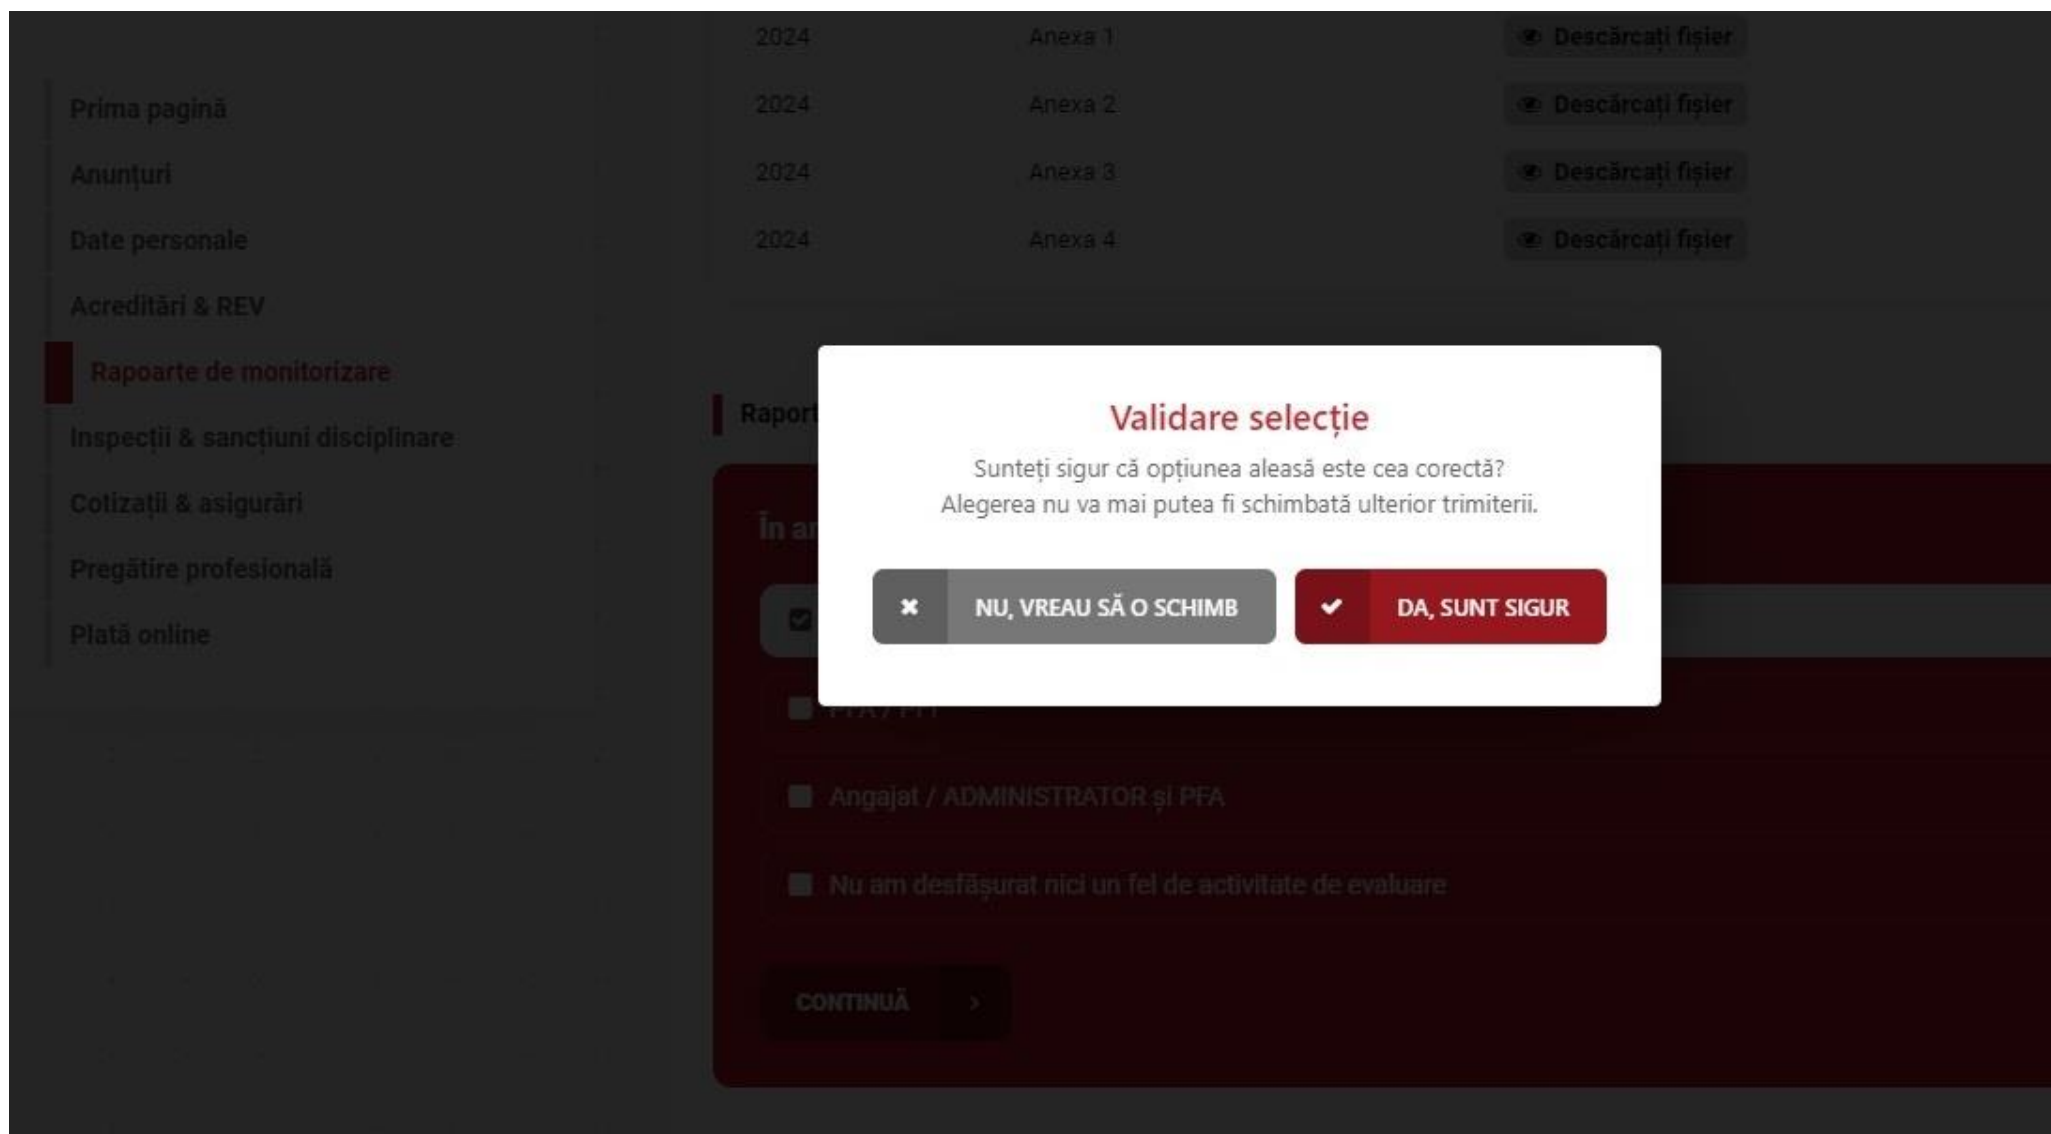 Prima pagină
Anunțuri
Date personale
Acreditări & REV
Rapoarte de monitorizare
Inspecții & sancțiuni disciplinare
Cotizații & asigurări
Pregătire profesională
Plată online
2024 Anexa 1 Descărcați fișier
2024 Anexa 2 Descărcați fișier
2024 Anexa 3 Descărcați fișier
2024 Anexa 4 Descărcați fișier
Raport
Validare selecție
Sunteți sigur că opțiunea aleasă este cea corectă?
Alegerea nu va mai putea fi schimbată ulterior trimiterii.
NU, VREAU SĂ O SCHIMB
DA, SUNT SIGUR
În
Angajat / ADMINISTRATOR și PFA
Nu am desfășurat nici un fel de activitate de evaluare
CONTINUĂ